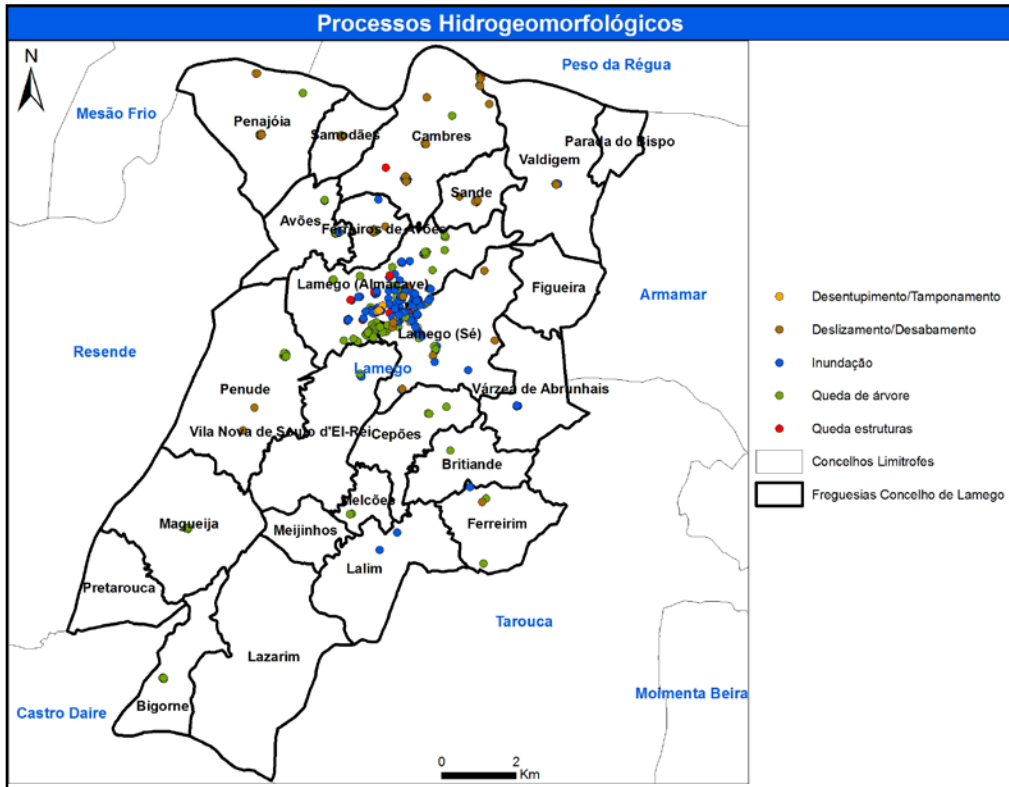 Processos Hidrogeomorfológicos
N
Peso da Régua
Mesão Frio
Penajóia
Samodães
Cambres
Parada do Bispo
Valdigem
Sande
Avões
Ferreiros de Avões
Lamego (Almacave)
Figueira
Armamar
Lamego (Sé)
Resende
Lamego
Penude
Várzea de Abrunhais
Vila Nova de Souto d'El-Rei
Cepões
Britiande
Melcões
Magueija
Meijinhos
Ferreirim
Lalim
Pretarouca
Tarouca
Lazarim
Moimenta Beira
Castro Daire
Bigorne
0 2
Km
Desentupimento/Tamponamento
Deslizamento/Desabamento
Inundação
Queda de árvore
Queda estruturas
Concelhos Limitrofes
Freguesias Concelho de Lamego